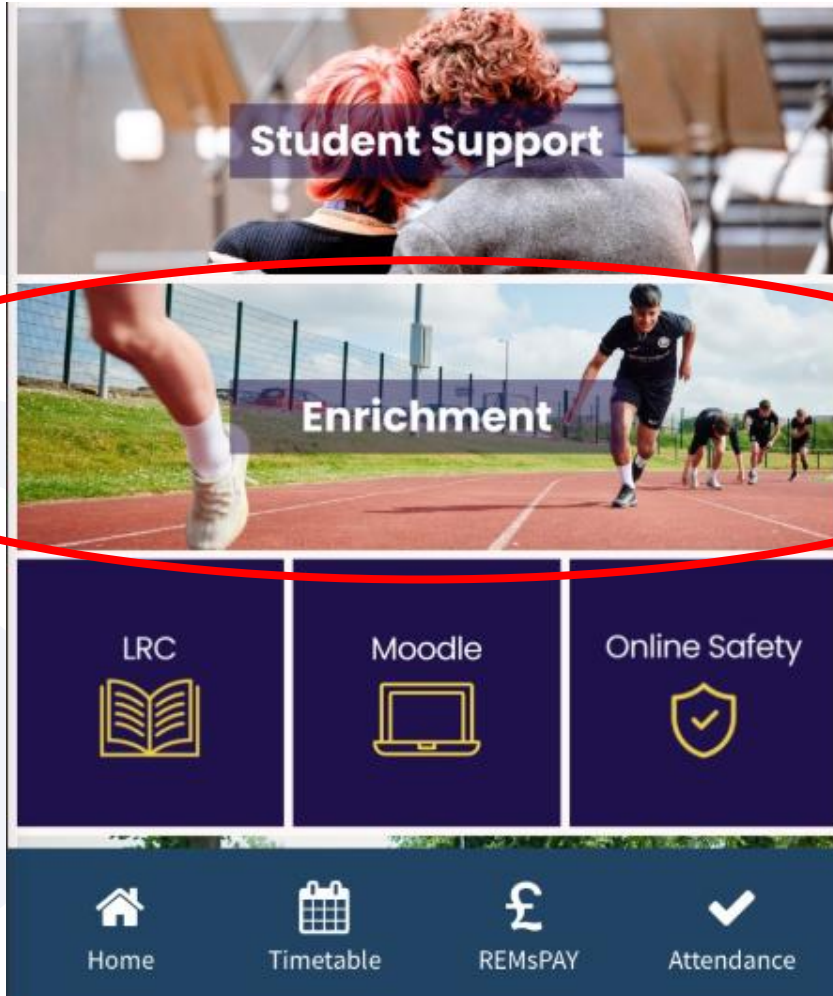 Student Support
Enrichment
LRC
Moodle
Online Safety
Home
Timetable
REMsPAY
Attendance